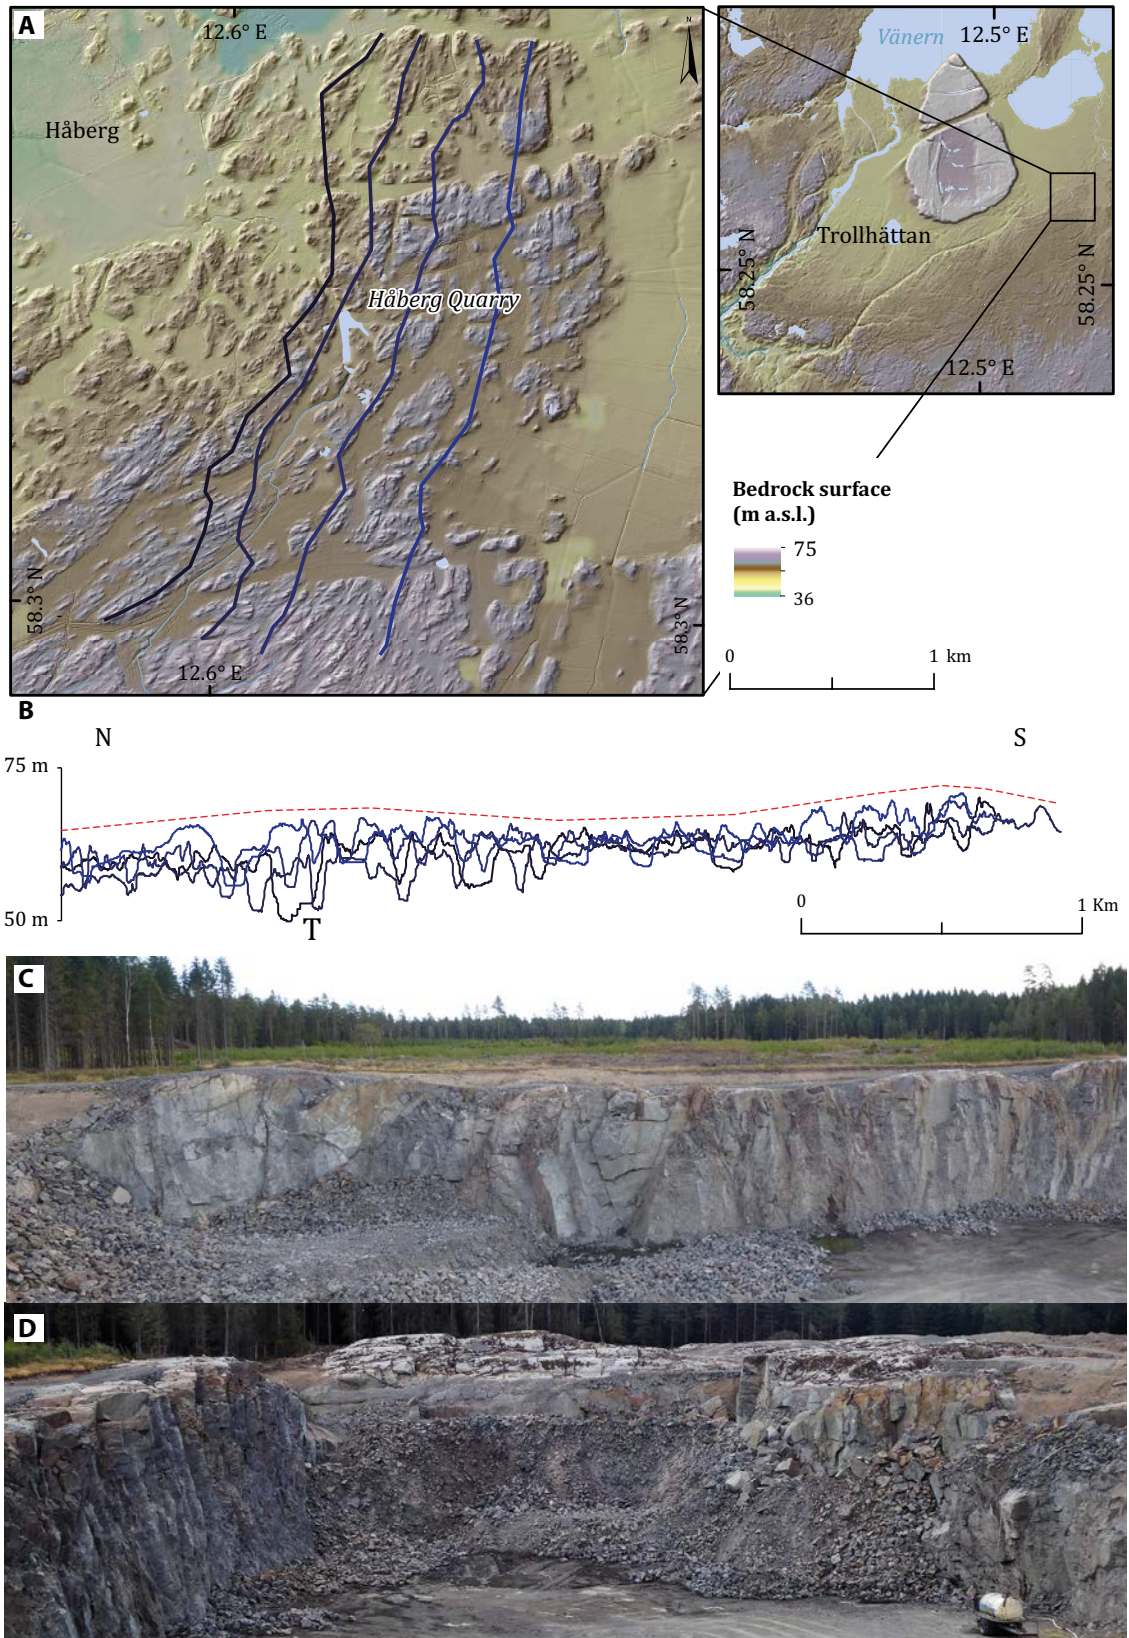 A
12.6° E
N
Håberg
Håberg Quarry
58.3° N
58.3° N
12.6° E
Vänern
12.5° E
Trollhättan
58.25° N
58.25° N
12.5° E
Bedrock surface
(m a.s.l.)
75
36
0
1 km
B
N
S
75 m
50 m
T
0
1 Km
C
D